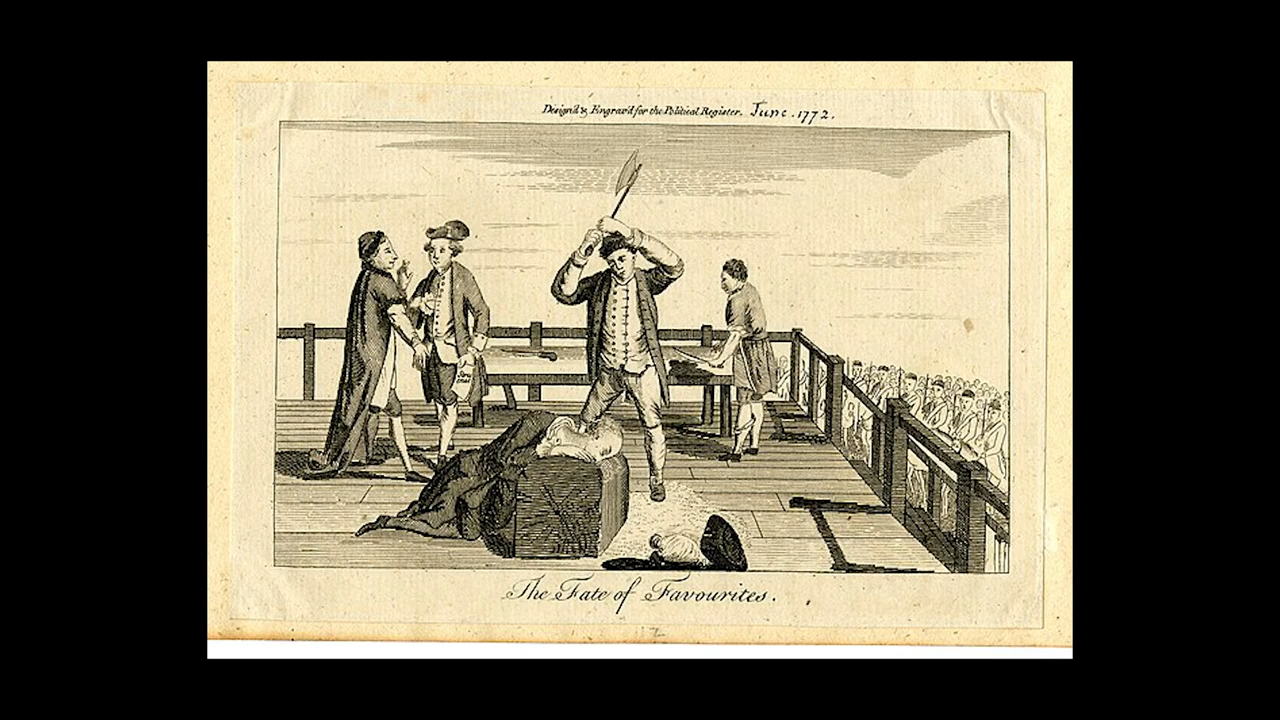 Design'd & Engrav'd for the Political Register. June. 1772.
The Fate of Favourites.